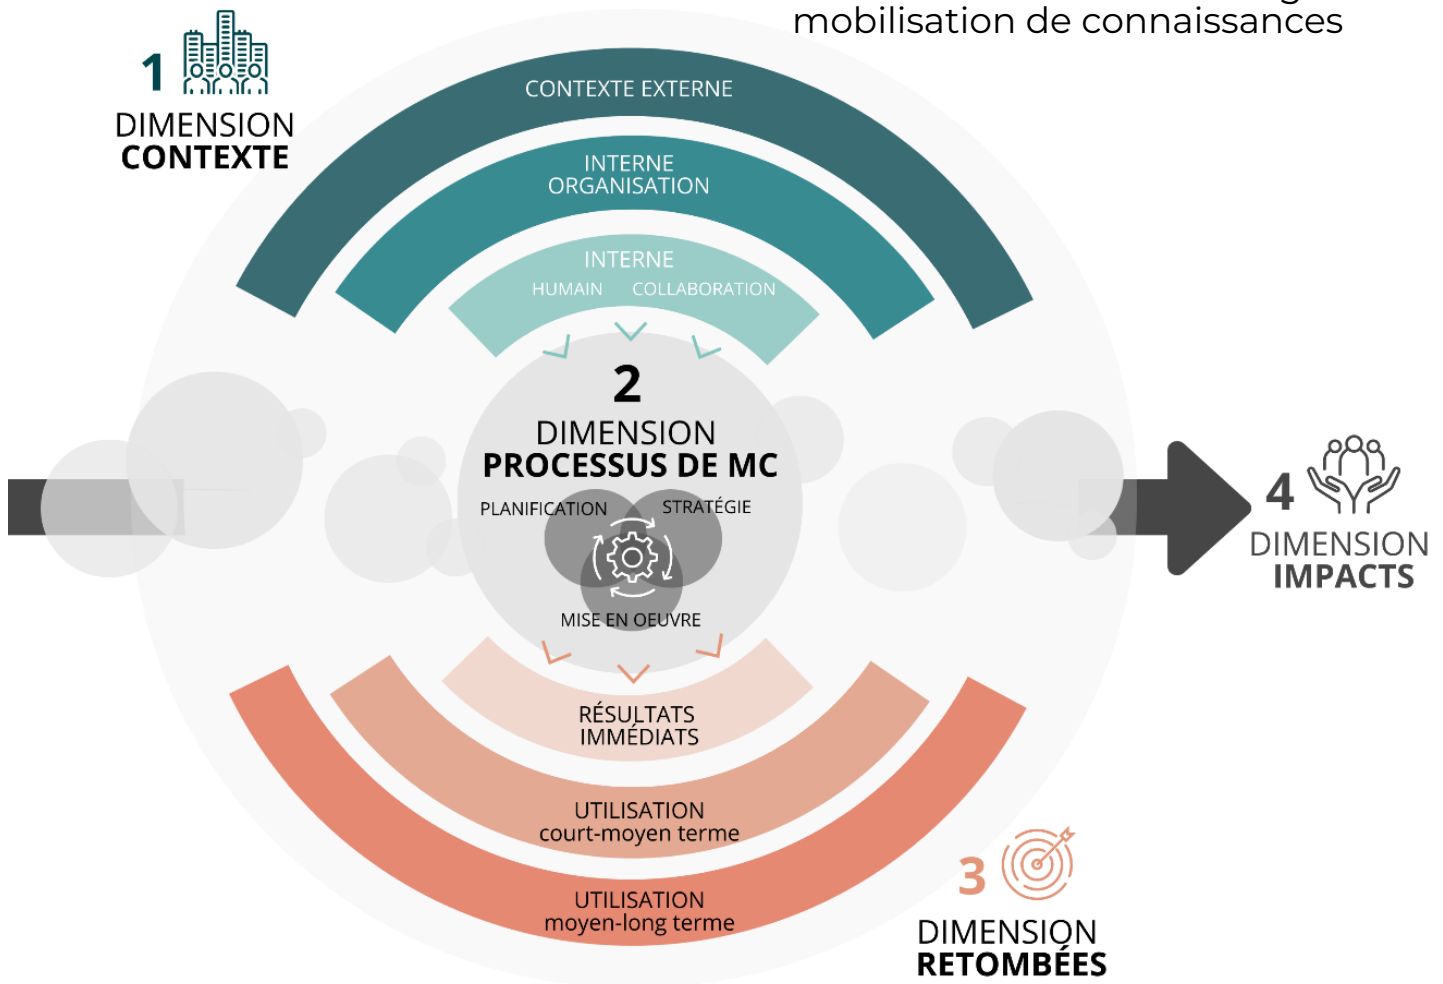 mobilisation de connaissances
1
DIMENSION
CONTEXTE
CONTEXTE EXTERNE
INTERNE
ORGANISATION
INTERNE
HUMAIN COLLABORATION
2
DIMENSION
PROCESSUS DE MC
PLANIFICATION STRATÉGIE
MISE EN OEUVRE
4
DIMENSION
IMPACTS
RÉSULTATS
IMMÉDIATS
UTILISATION
court-moyen terme
UTILISATION
moyen-long terme
3
DIMENSION
RETOMBÉES